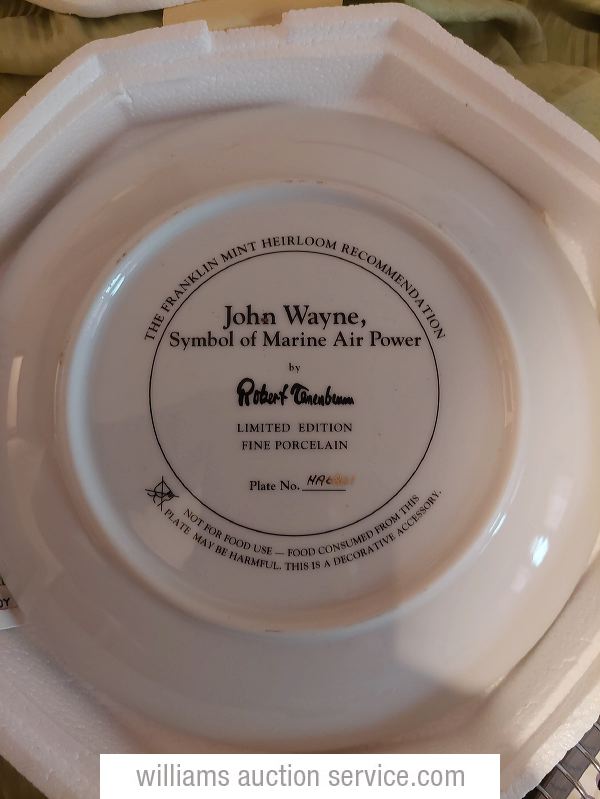 THE FRANKLIN MINT HEIRLOOM RECOMMENDATION
John Wayne,
Symbol of Marine Air Power
by
Robert Tanenbaum
LIMITED EDITION
FINE PORCELAIN
Plate No.
NOT FOR FOOD USE — FOOD CONSUMED FROM THIS
PLATE MAY BE HARMFUL. THIS IS A DECORATIVE ACCESSORY.
williams auction service.com